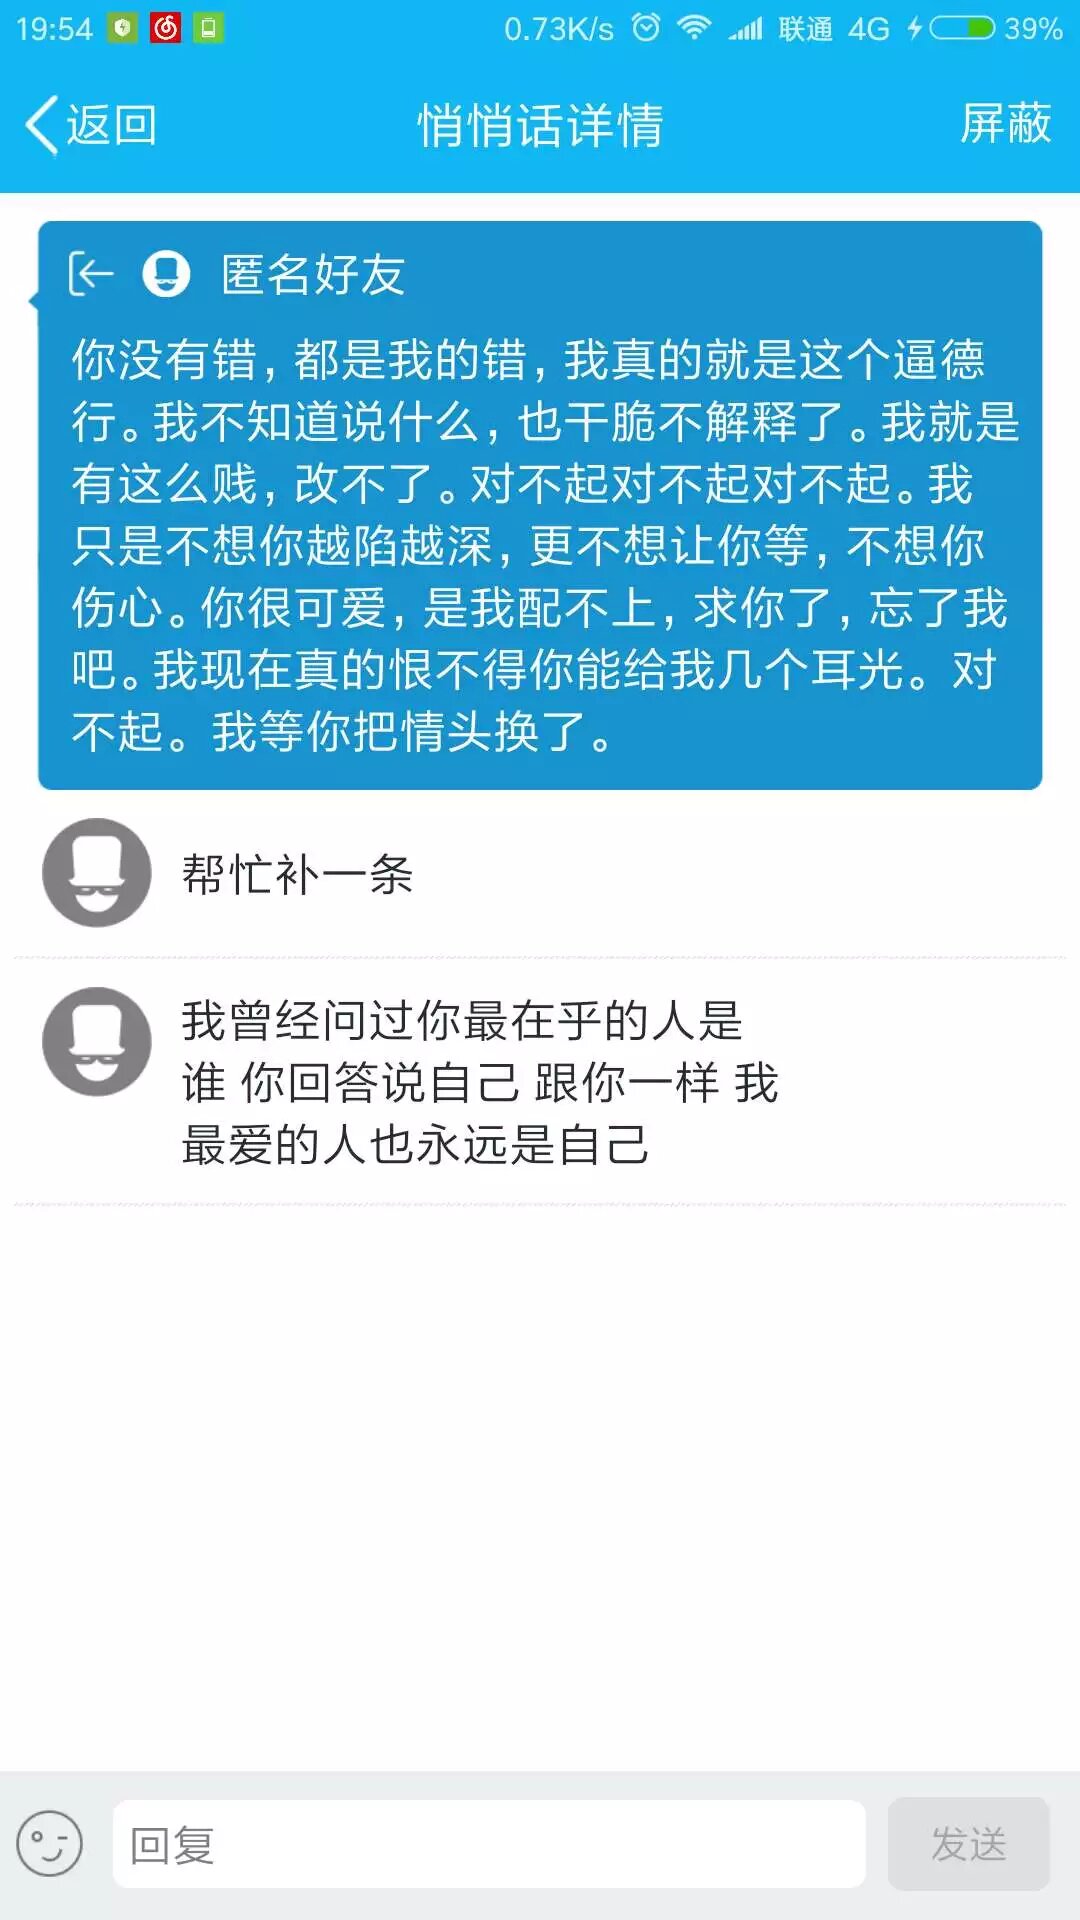 19:54 0.73K/s 联通 4G 39%
返回 悄悄话详情 屏蔽
匿名好友
你没有错，都是我的错，我真的就是这个逼德
行。我不知道说什么，也干脆不解释了。我就是
有这么贱，改不了。对不起对不起对不起。我
只是不想你越陷越深，更不想让你等，不想你
伤心。你很可爱，是我配不上，求你了，忘了我
吧。我现在真的恨不得你能给我几个耳光。对
不起。我等你把情头换了。
帮忙补一条
我曾经问过你最在乎的人是
谁 你回答说自己 跟你一样 我
最爱的人也永远是自己
回复 发送